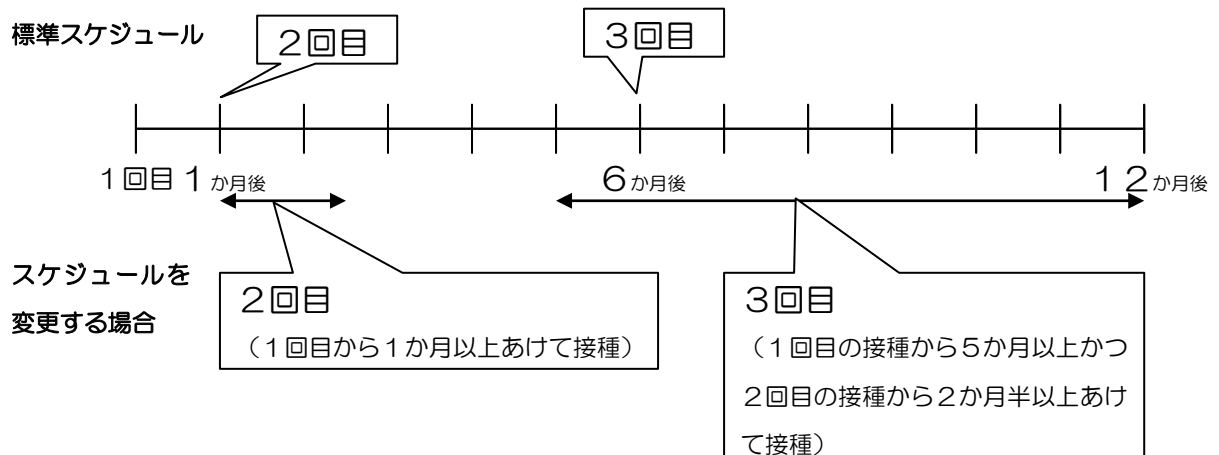 標準スケジュール
２回目
３回目
１回目 １か月後
６か月後
１２か月後
スケジュールを
変更する場合
２回目
（１回目から１か月以上あけて接種）
３回目
（１回目の接種から５か月以上かつ
２回目の接種から２か月半以上あけ
て接種）